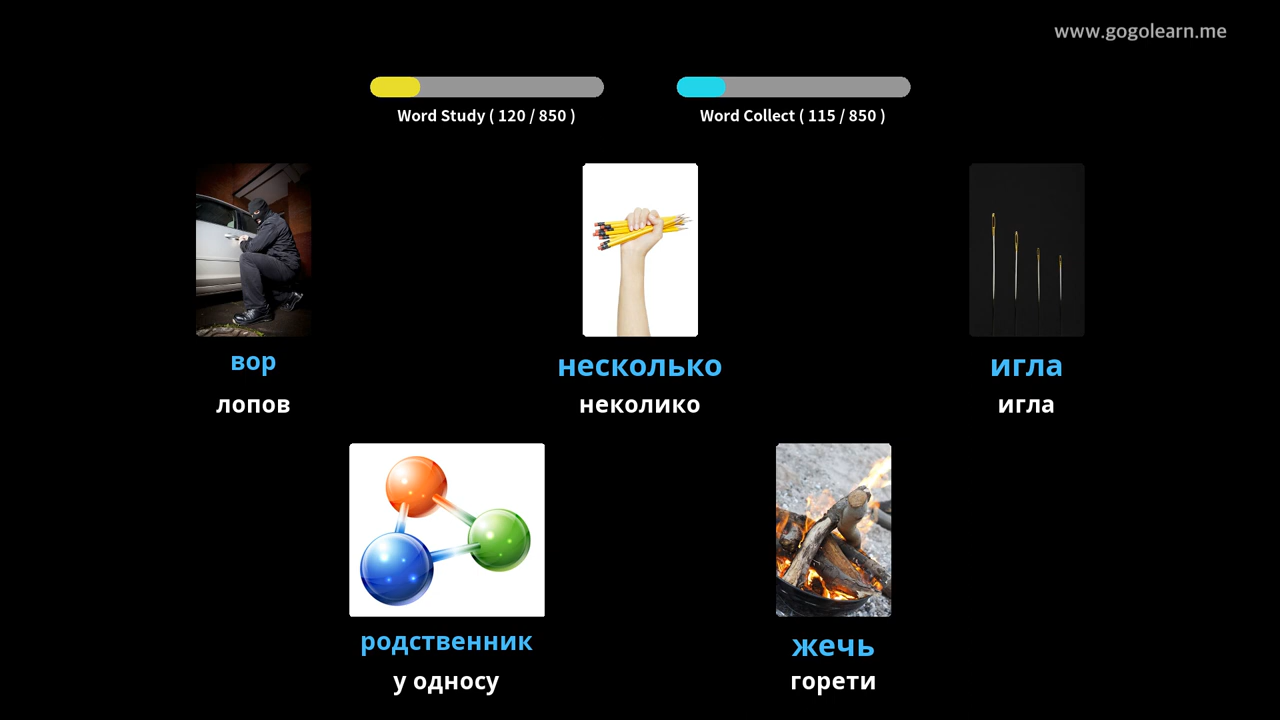 www.gogolearn.me
Word Study ( 120 / 850 )
Word Collect ( 115 / 850 )
вор
несколько
игла
лопов
неколико
игла
родственник
жечь
у односу
горети